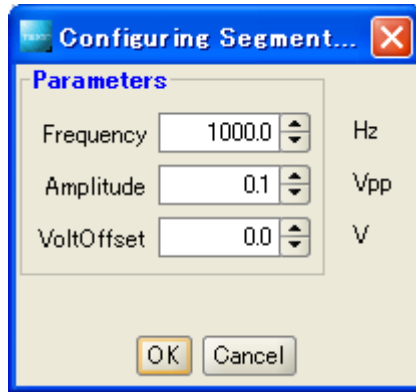 Configuring Segment...
Parameters
Frequency 1000.0 Hz
Amplitude 0.1 Vpp
VoltOffset 0.0 V
OK Cancel